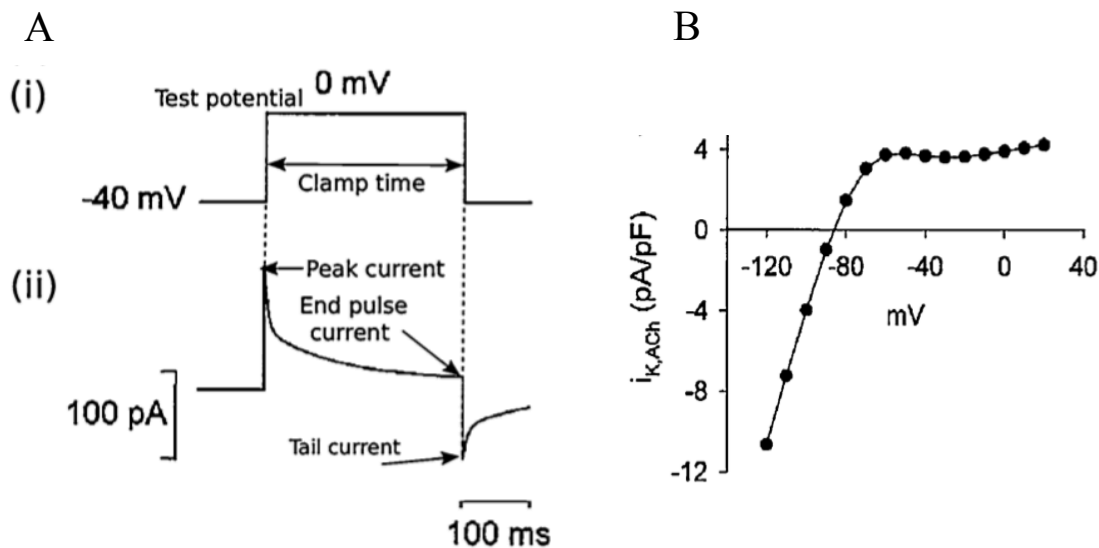 A
(i)
Test potential
0 mV
Clamp time
-40 mV
(ii)
Peak current
End pulse
current
100 pA
Tail current
100 ms
B
4
0
-4
-8
-12
-120
-80
-40
0
40
mV
iK,ACh (pA/pF)